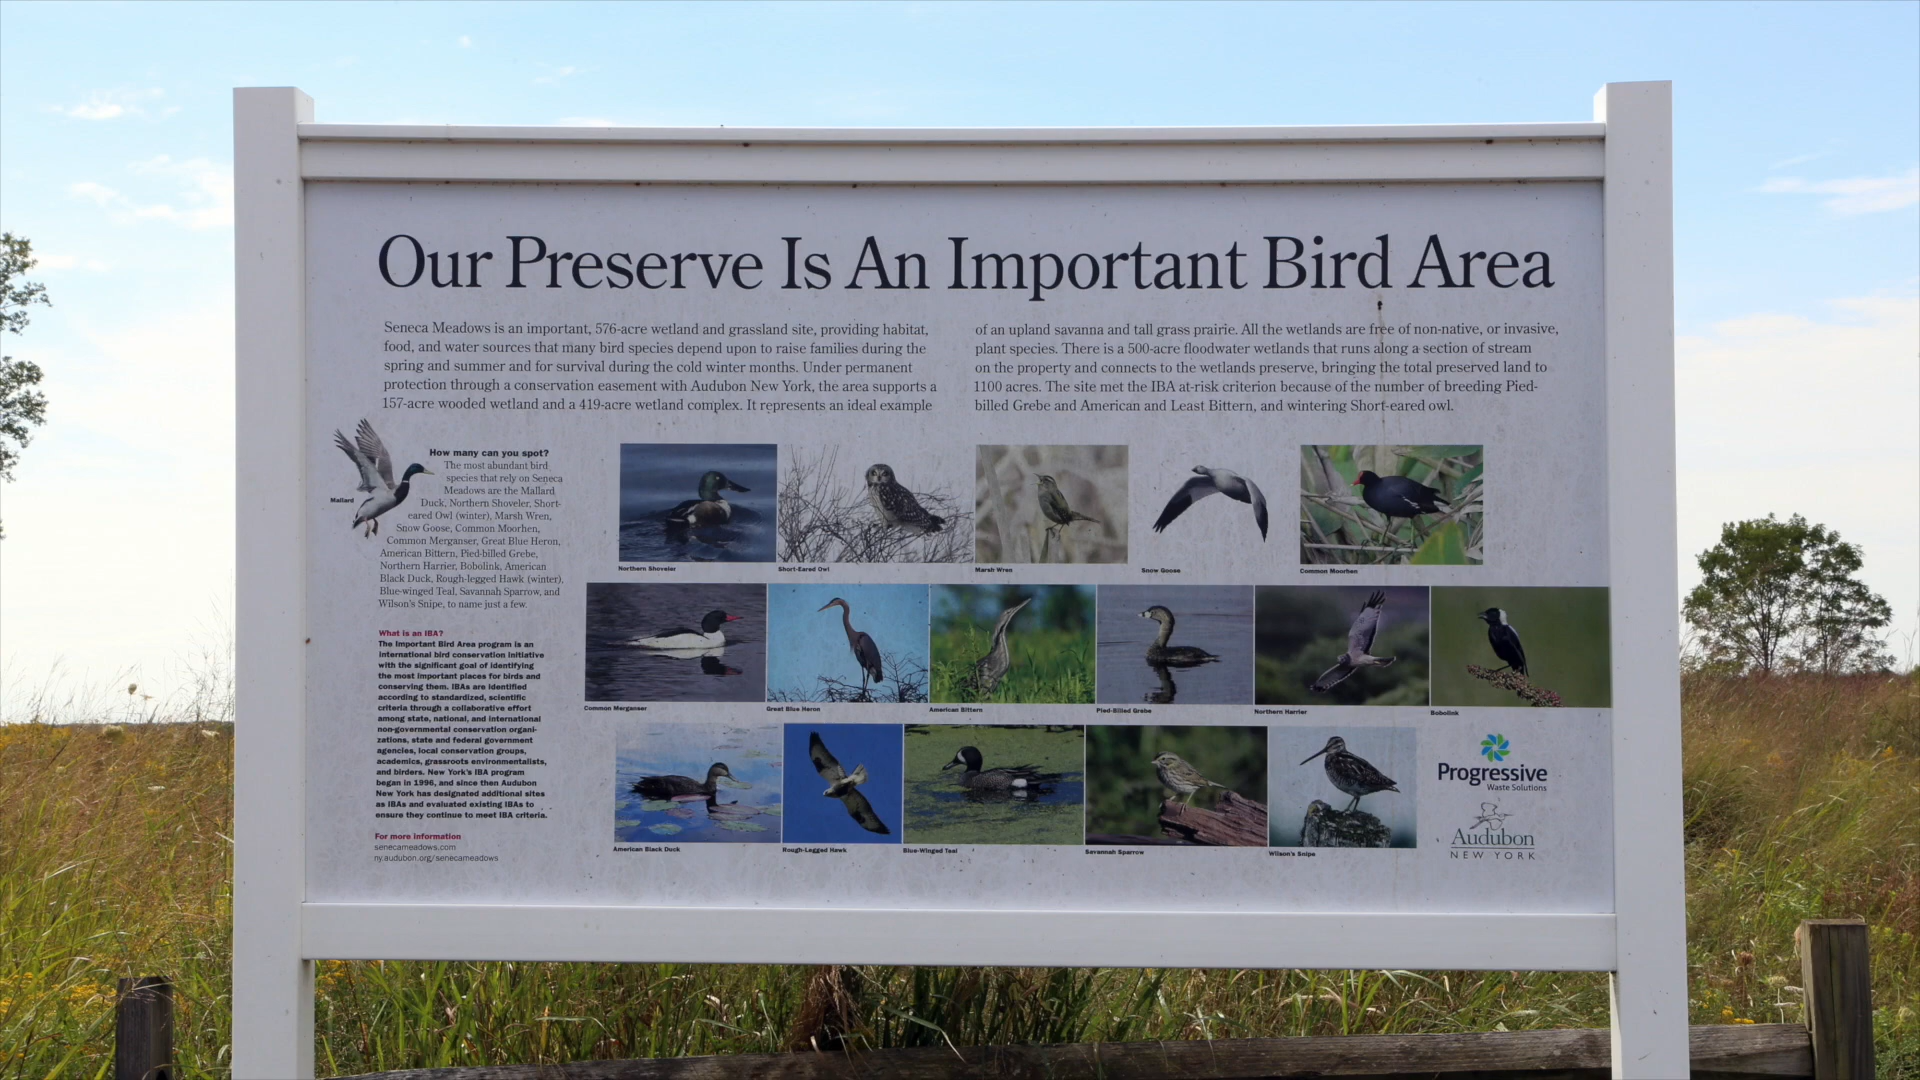 Our Preserve Is An Important Bird Area
Seneca Meadows is an important, 576-acre wetland and grassland site, providing habitat,
food, and water sources that many bird species depend upon to raise families during the
spring and summer and for survival during the cold winter months. Under permanent
protection through a conservation easement with Audubon New York, the area supports a
157-acre wooded wetland and a 419-acre wetland complex. It represents an ideal example
of an upland savanna and tall grass prairie. All the wetlands are free of non-native, or invasive,
plant species. There is a 500-acre floodwater wetlands that runs along a section of stream
on the property and connects to the wetlands preserve, bringing the total preserved land to
1100 acres. The site met the IBA at-risk criterion because of the number of breeding Pied-
billed Grebe and American and Least Bittern, and wintering Short-eared owl.
Mallard
How many can you spot?
The most abundant bird
species that rely on Seneca
Meadows are the Mallard
Duck, Northern Shoveler, Short-
eared Owl (winter), Marsh Wren,
Snow Goose, Common Moorhen,
Common Merganser, Great Blue Heron,
American Bittern, Pied-billed Grebe,
Northern Harrier, Bobolink, American
Black Duck, Rough-legged Hawk (winter),
Blue-winged Teal, Savannah Sparrow, and
Wilson's Snipe, to name just a few.
What is an IBA?
The Important Bird Area program is an
international bird conservation initiative
with the significant goal of identifying
the most important places for birds and
conserving them. IBAs are identified
according to standardized, scientific
criteria through a collaborative effort
among state, national, and international
non-governmental conservation organi-
zations, state and federal government
agencies, local conservation groups,
academics, grassroots environmentalists,
and birders. New York's IBA program
began in 1996, and since then Audubon
New York has designated additional sites
as IBAs and evaluated existing IBAs to
ensure they continue to meet IBA criteria.
For more information
senecameadows.com
ny.audubon.org/senecameadows
Northern Shoveler
Short-Eared Owl
Marsh Wren
Snow Goose
Common Moorhen
Common Merganser
Great Blue Heron
American Bittern
Pied-Billed Grebe
Northern Harrier
Bobolink
American Black Duck
Rough-Legged Hawk
Blue-Winged Teal
Savannah Sparrow
Wilson's Snipe
Progressive
Waste Solutions
Audubon
NEW YORK